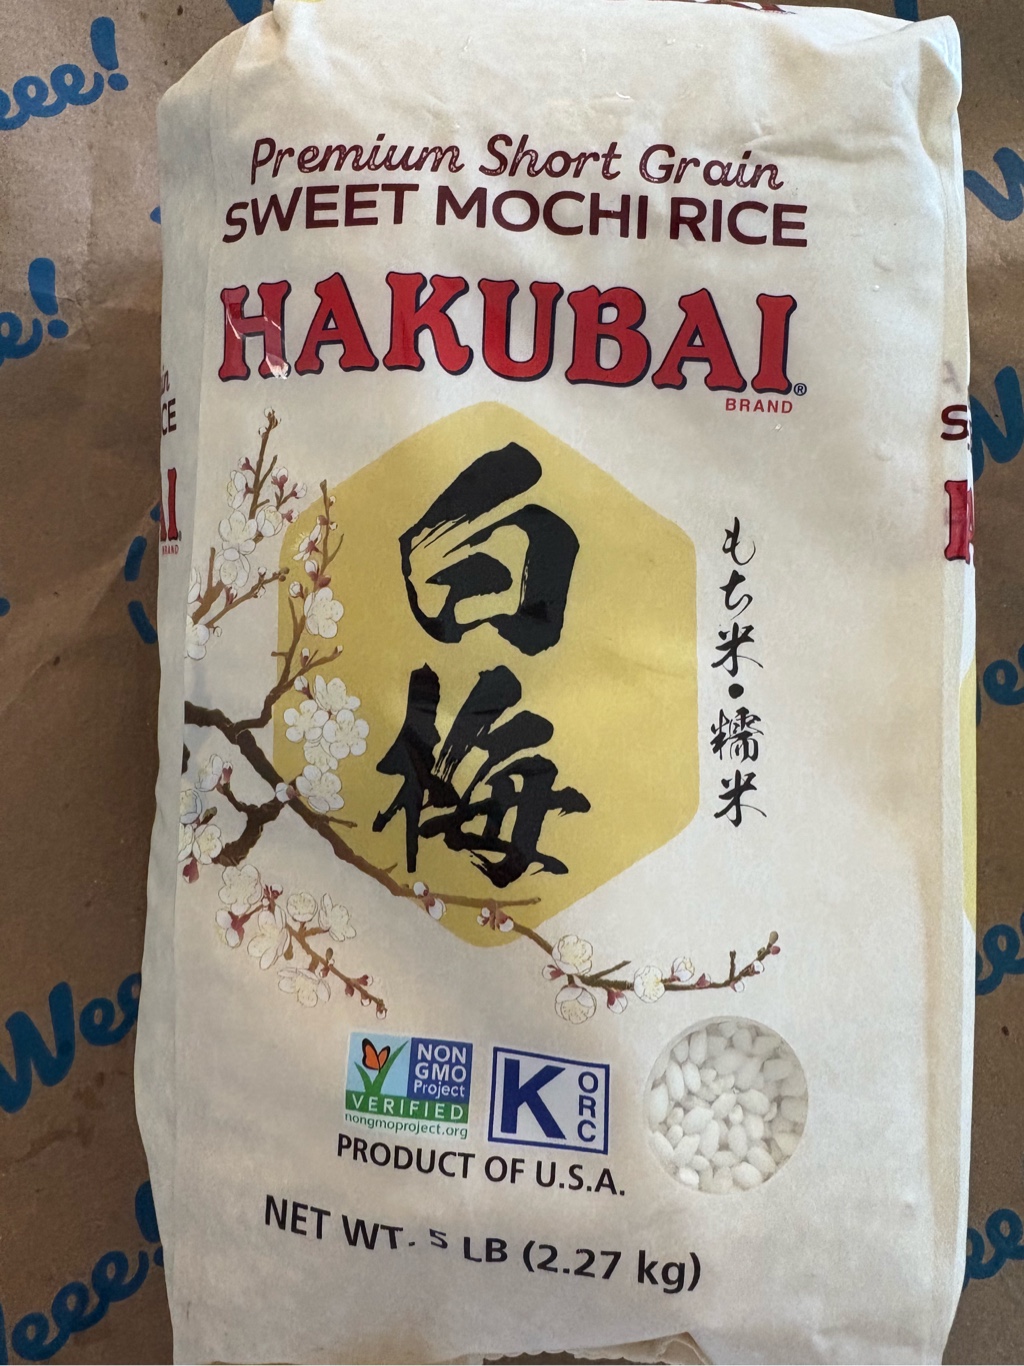 Premium Short Grain
SWEET MOCHI RICE
HAKUBAI®
BRAND
白梅
もち米・糯米
NON
GMO
Project
VERIFIED
nongmoproject.org
K
ORC
PRODUCT OF U.S.A.
NET WT. 5 LB (2.27 kg)
Weee!